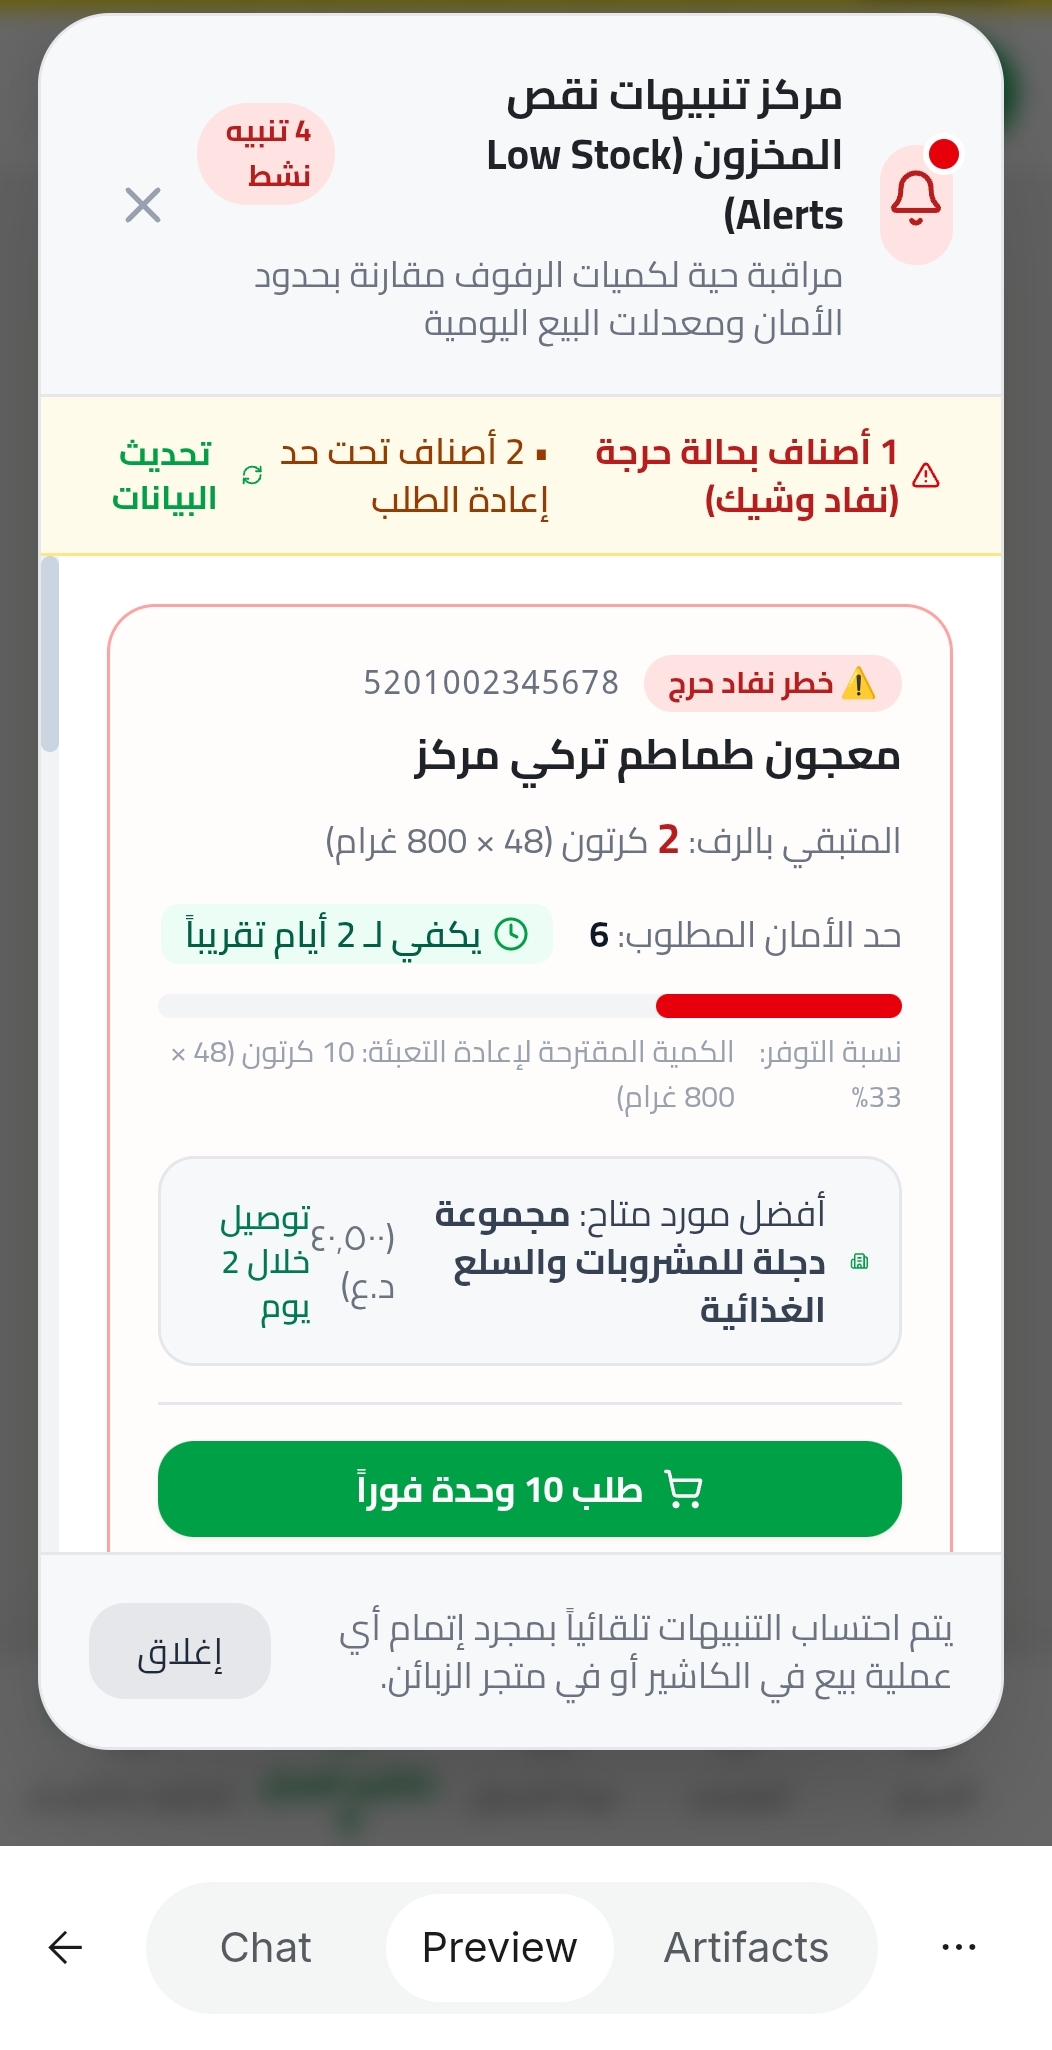 مركز تنبيهات نقص
المخزون (Low Stock
Alerts)
4 تنبيه
نشط
مراقبة حية لكميات الرفوف مقارنة بحدود
الأمان ومعدلات البيع اليومية
1 أصناف بحالة حرجة
(نفاد وشيك)
▪ 2 أصناف تحت حد
إعادة الطلب
تحديث
البيانات
⚠️ خطر نفاد حرج
5201002345678
معجون طماطم تركي مركز
المتبقي بالرف: 2 كرتون (48 × 800 غرام)
حد الأمان المطلوب: 6
يكفي لـ 2 أيام تقريباً
نسبة التوفر:
33%
الكمية المقترحة لإعادة التعبئة: 10 كرتون (48 ×
800 غرام)
أفضل مورد متاح: مجموعة
دجلة للمشروبات والسلع
الغذائية
(٤٠,٥٠٠
د.ع)
توصيل
خلال 2
يوم
طلب 10 وحدة فوراً
يتم احتساب التنبيهات تلقائياً بمجرد إتمام أي
عملية بيع في الكاشير أو في متجر الزبائن.
إغلاق
Chat
Preview
Artifacts